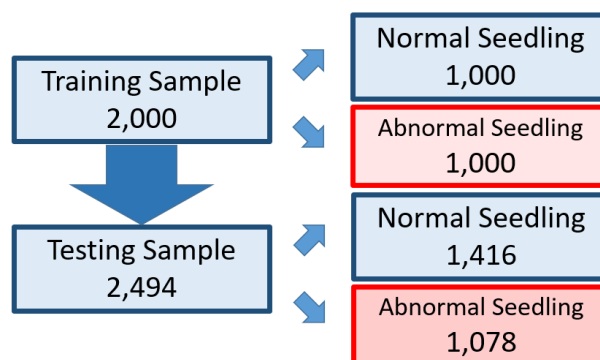 Training Sample
2,000
Normal Seedling
1,000
Abnormal Seedling
1,000
Testing Sample
2,494
Normal Seedling
1,416
Abnormal Seedling
1,078